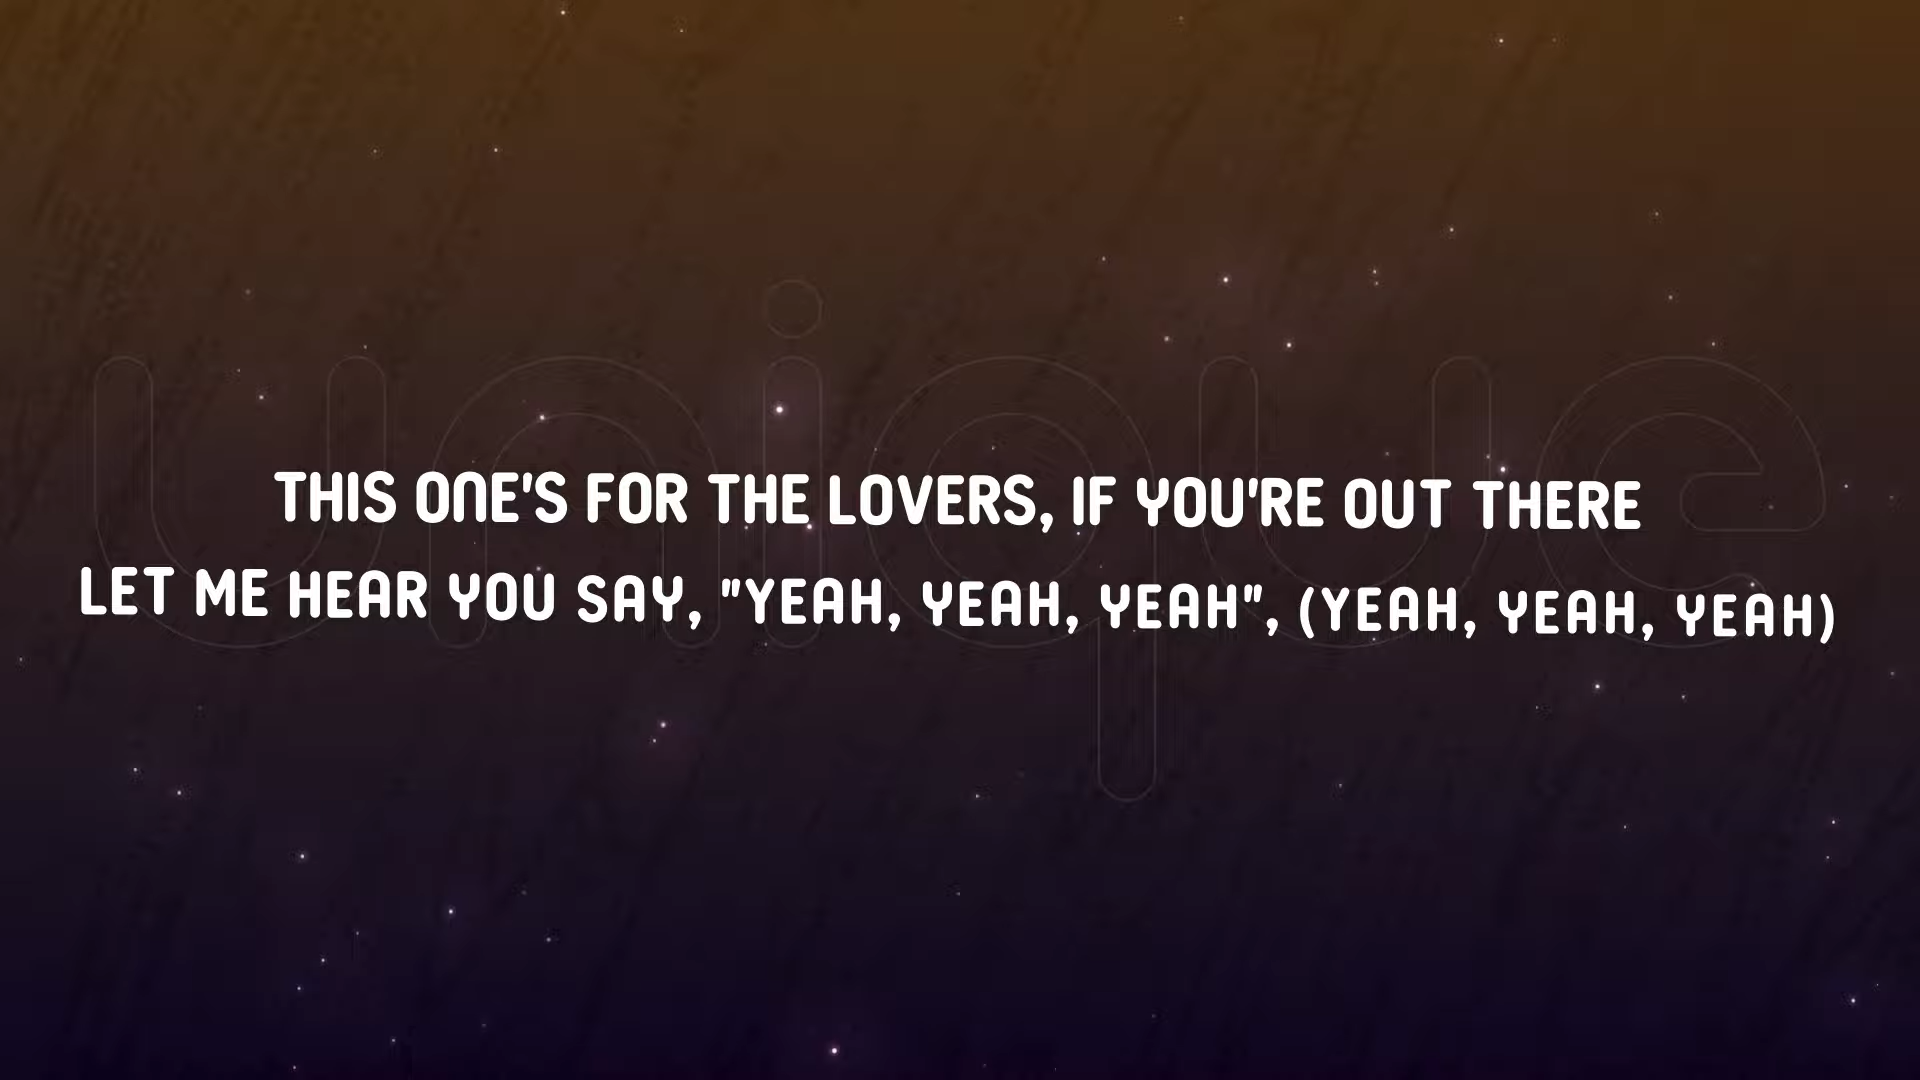 THIS ONE'S FOR THE LOVERS, IF YOU'RE OUT THERE
LET ME HEAR YOU SAY, "YEAH, YEAH, YEAH", (YEAH, YEAH, YEAH)
unique